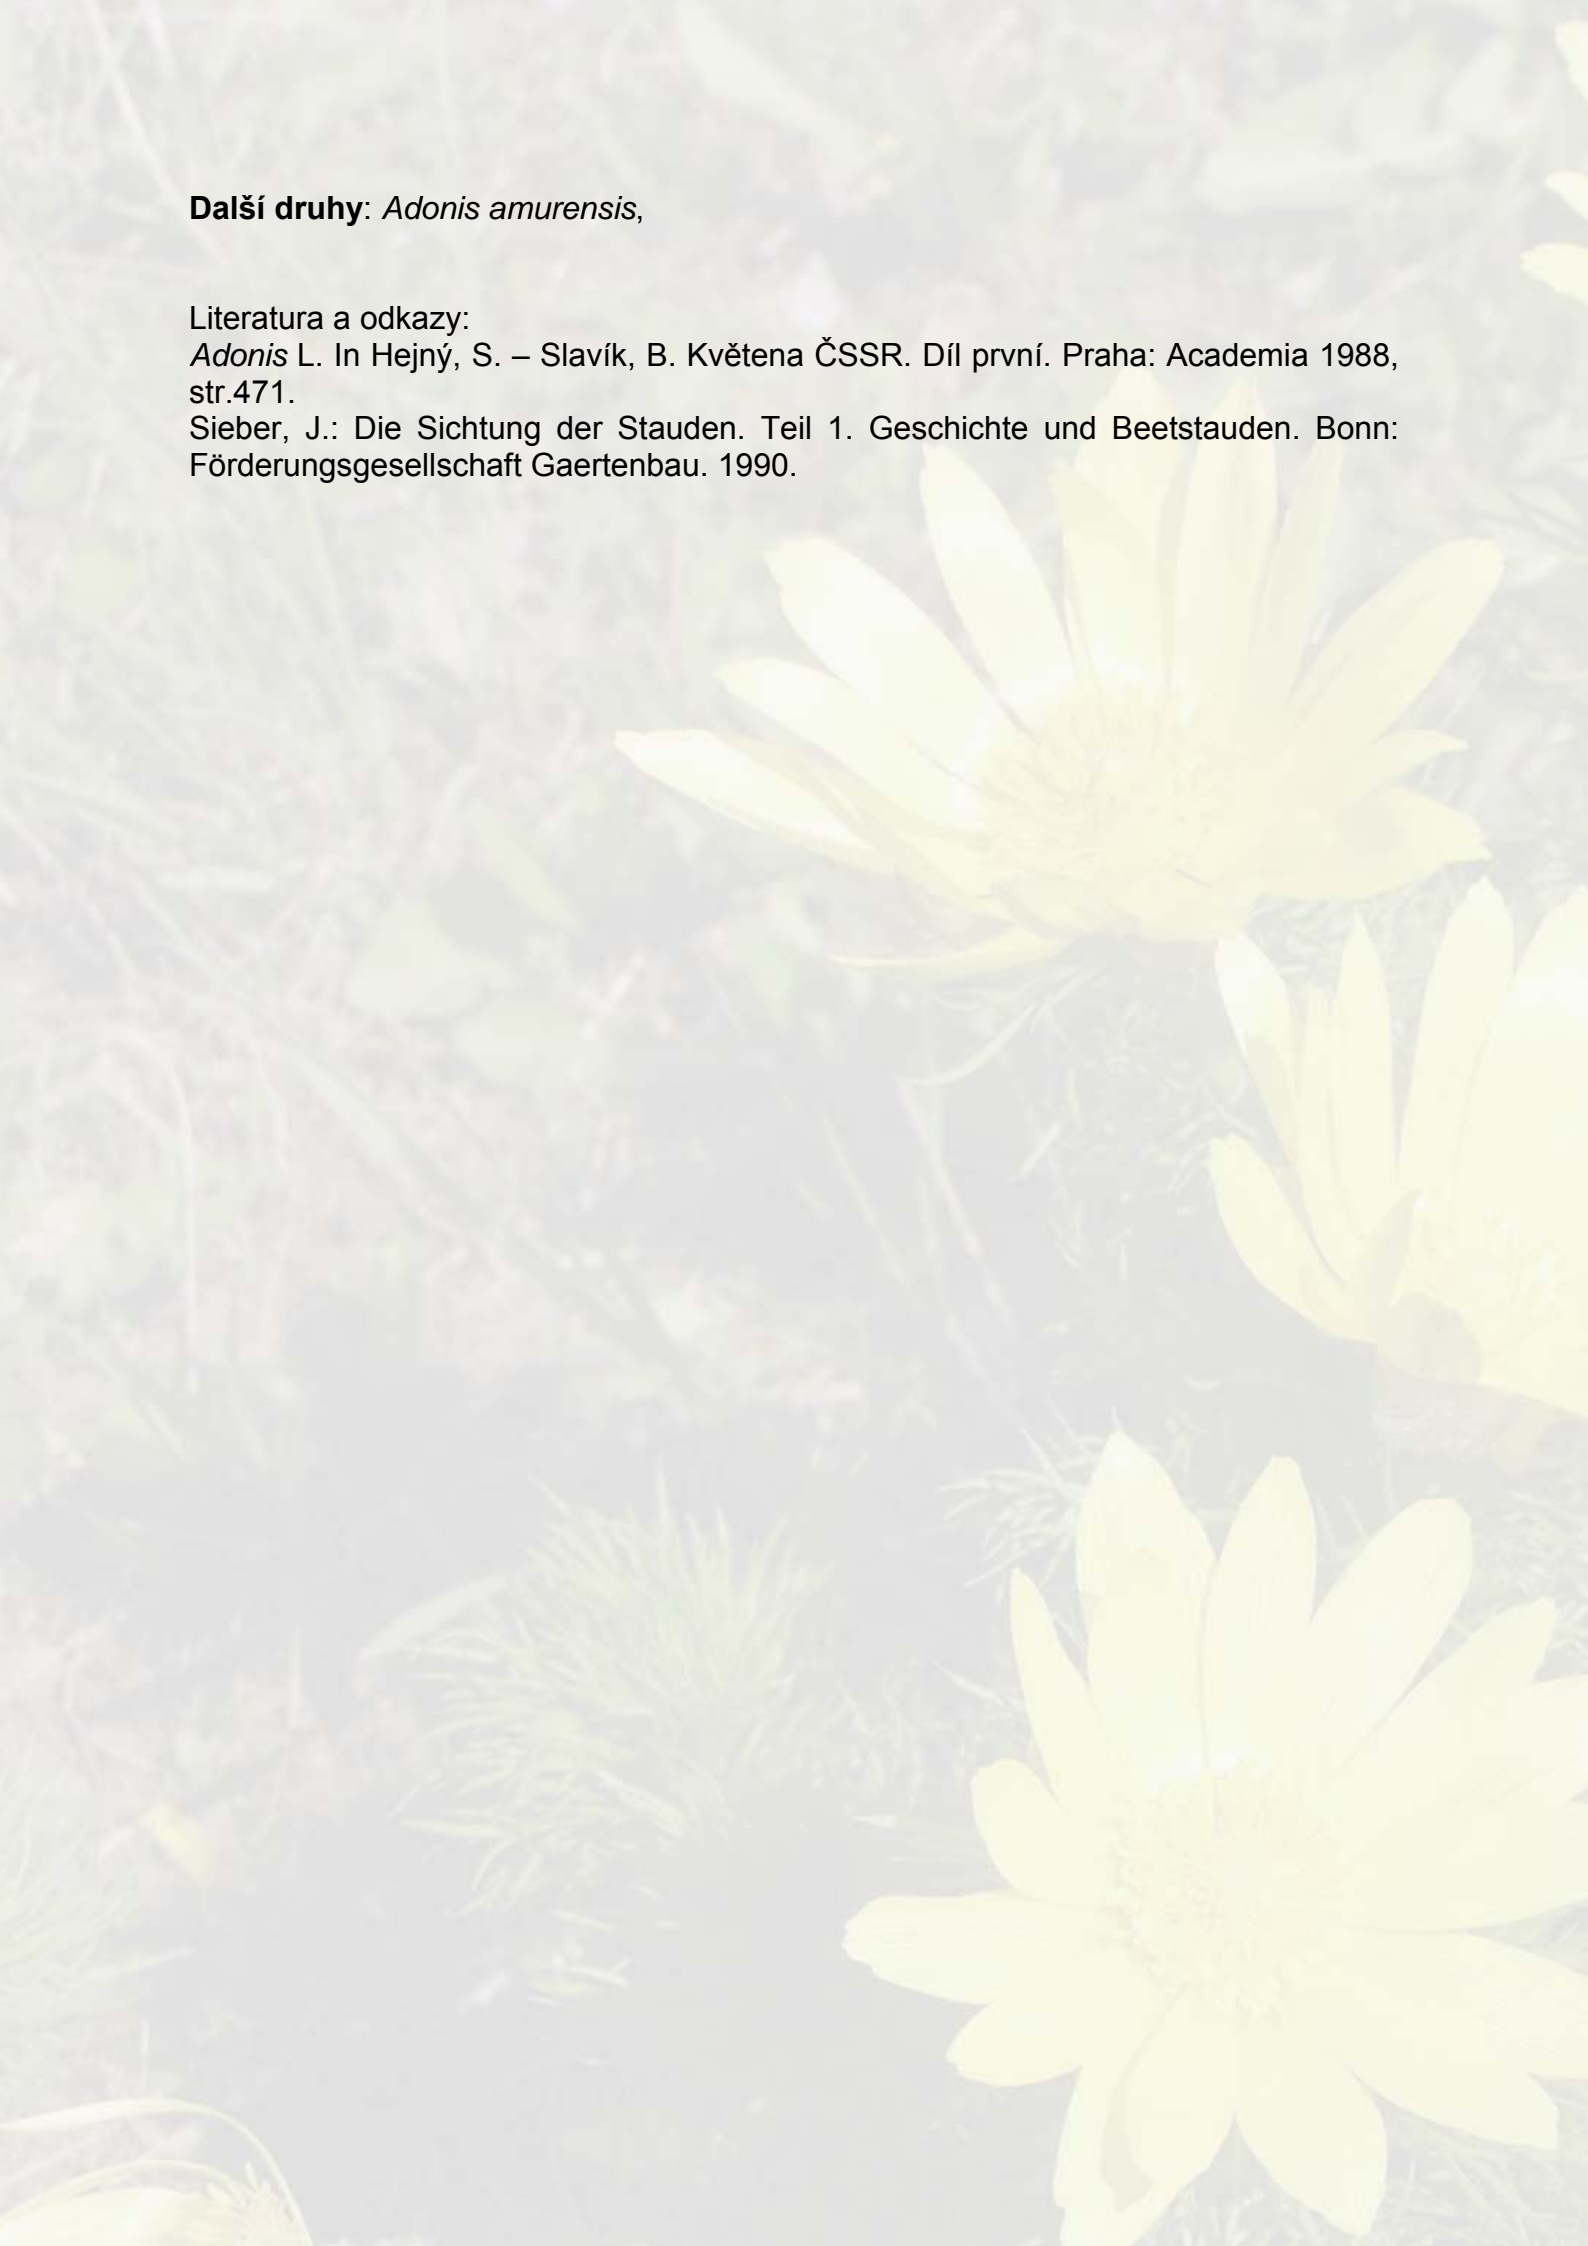 Další druhy: Adonis amurensis,
Literatura a odkazy:
Adonis L. In Hejný, S. – Slavík, B. Květena ČSSR. Díl první. Praha: Academia 1988,
str.471.
Sieber, J.: Die Sichtung der Stauden. Teil 1. Geschichte und Beetstauden. Bonn:
Förderungsgesellschaft Gaertenbau. 1990.